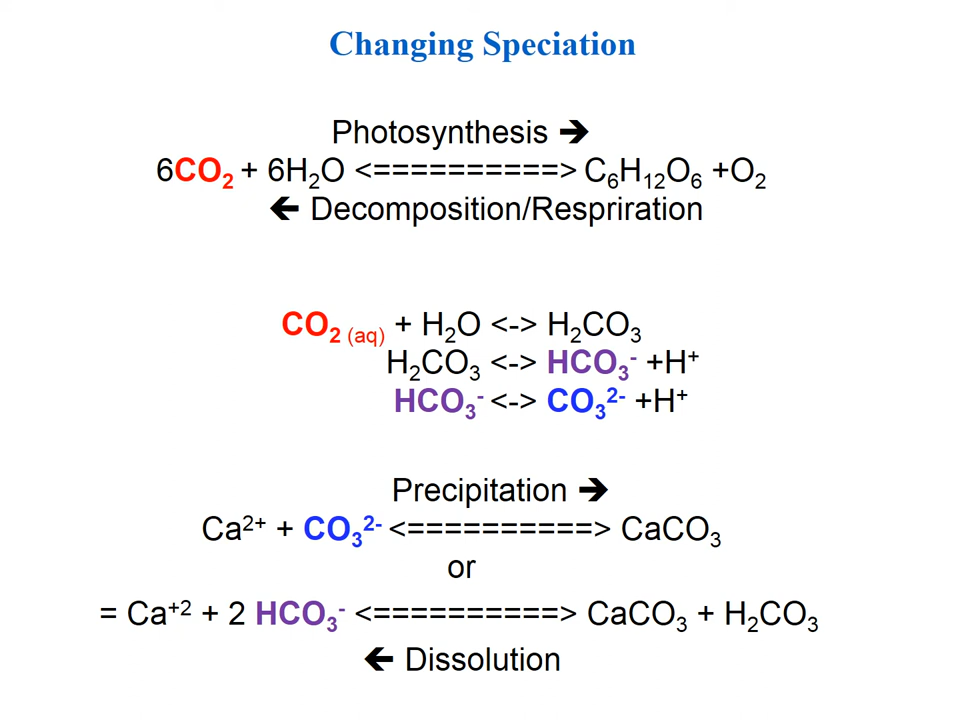 Changing Speciation
Photosynthesis 🡺
6CO₂ + 6H₂O <==========> C₆H₁₂O₆ +O₂
🡸 Decomposition/Respriration
CO₂ (aq) + H₂O <-> H₂CO₃
H₂CO₃ <-> HCO₃⁻ +H⁺
HCO₃⁻ <-> CO₃²⁻ +H⁺
Precipitation 🡺
Ca²⁺ + CO₃²⁻ <==========> CaCO₃
or
= Ca⁺² + 2 HCO₃⁻ <==========> CaCO₃ + H₂CO₃
🡸 Dissolution